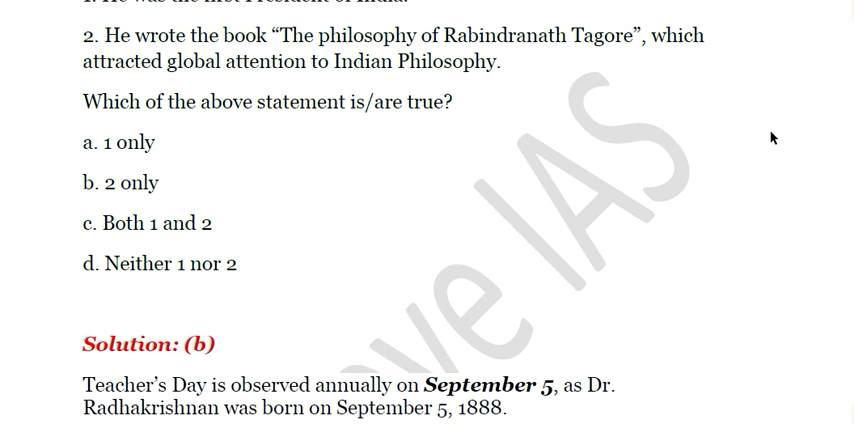 2. He wrote the book “The philosophy of Rabindranath Tagore”, which
attracted global attention to Indian Philosophy.
Which of the above statement is/are true?
a. 1 only
b. 2 only
c. Both 1 and 2
d. Neither 1 nor 2
Solution: (b)
Teacher’s Day is observed annually on September 5, as Dr.
Radhakrishnan was born on September 5, 1888.
ve IAS